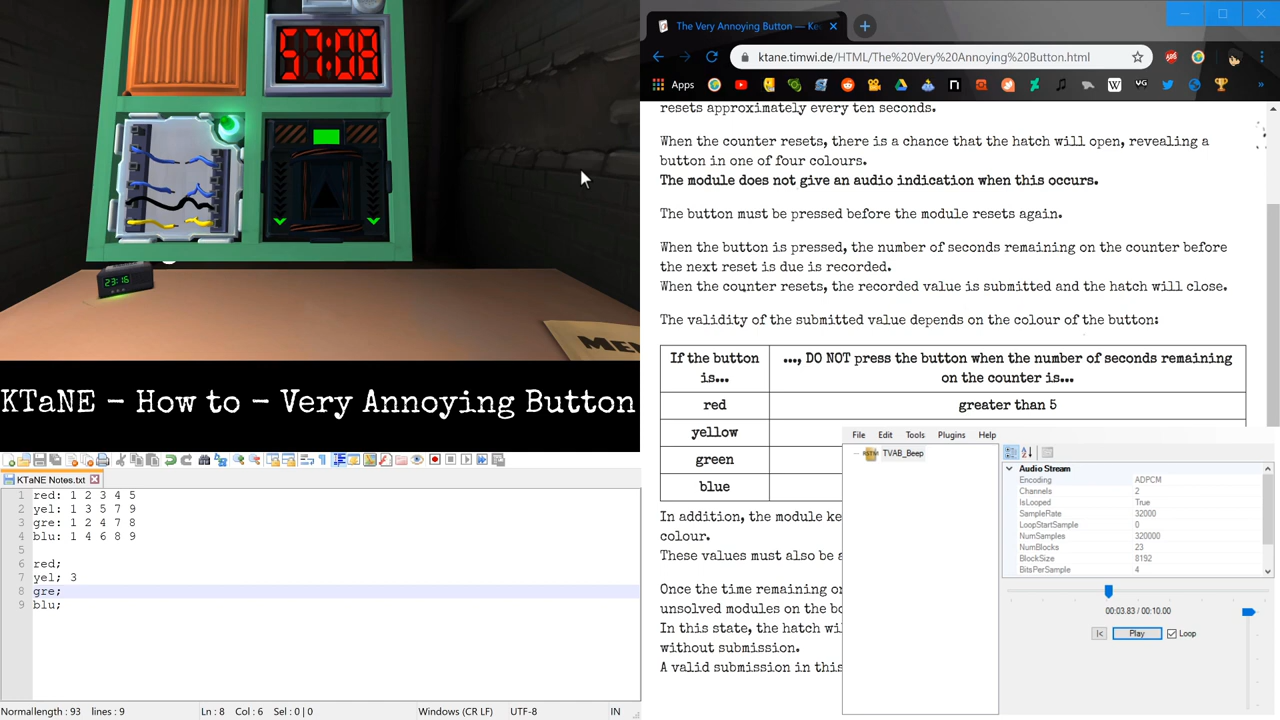 57:08
23:16
KTaNE - How to - Very Annoying Button
KTaNE Notes.txt
1 red: 1 2 3 4 5
2 yel: 1 3 5 7 9
3 gre: 1 2 4 7 8
4 blu: 1 4 6 8 9
5
6 red;
7 yel; 3
8 gre;
9 blu;
Normal length : 93 lines : 9 Ln : 8 Col : 6 Sel : 0 | 0 Windows (CR LF) UTF-8 IN
The Very Annoying Button — Ke
ktane.timwi.de/HTML/The%20Very%20Annoying%20Button.html
Apps
resets approximately every ten seconds.
When the counter resets, there is a chance that the hatch will open, revealing a
button in one of four colours.
The module does not give an audio indication when this occurs.
The button must be pressed before the module resets again.
When the button is pressed, the number of seconds remaining on the counter before
the next reset is due is recorded.
When the counter resets, the recorded value is submitted and the hatch will close.
The validity of the submitted value depends on the colour of the button:
If the button is... ..., DO NOT press the button when the number of seconds remaining on the counter is...
red greater than 5
yellow
green
blue
In addition, the module ke
colour.
These values must also be a
Once the time remaining or
unsolved modules on the bo
In this state, the hatch wil
without submission.
A valid submission in this
File Edit Tools Plugins Help
TVAB_Beep
Audio Stream
Encoding ADPCM
Channels 2
IsLooped True
SampleRate 32000
LoopStartSample 0
NumSamples 320000
NumBlocks 23
BlockSize 8192
BitsPerSample 4
00:03.83 / 00:10.00
Play Loop